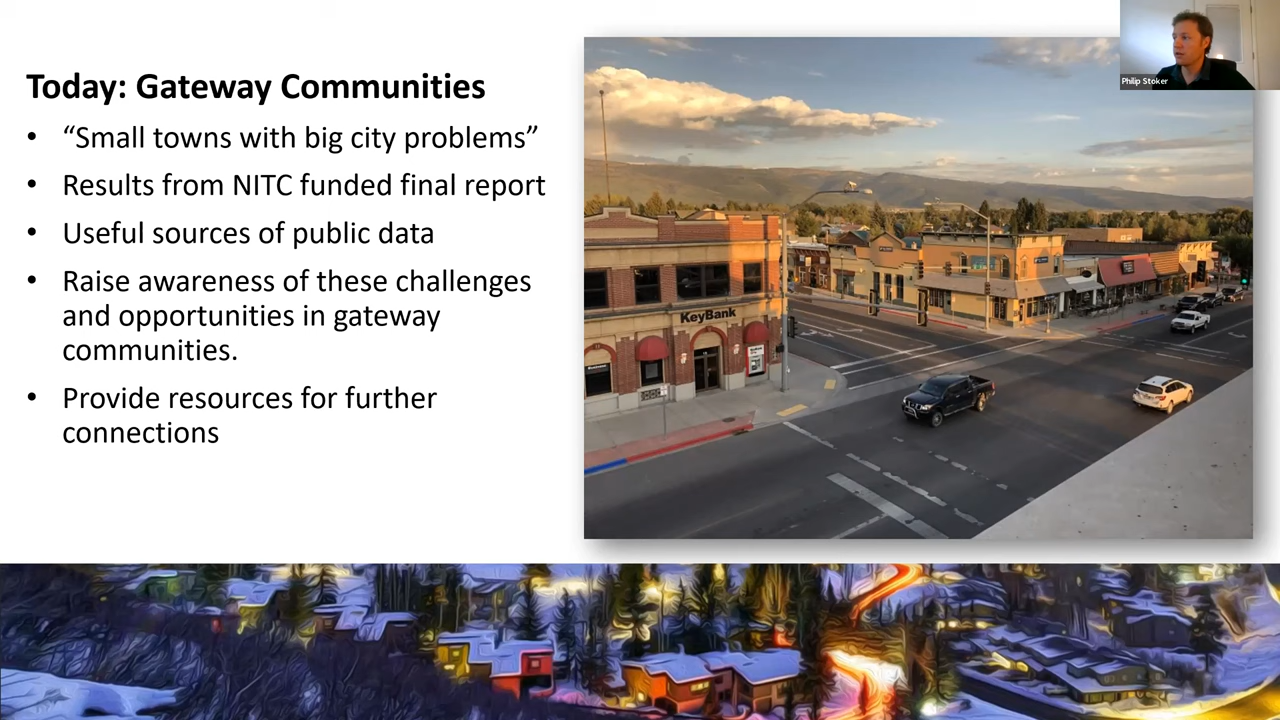 Today: Gateway Communities
• “Small towns with big city problems”
• Results from NITC funded final report
• Useful sources of public data
• Raise awareness of these challenges
and opportunities in gateway
communities.
• Provide resources for further
connections
KeyBank
Philip Stoker